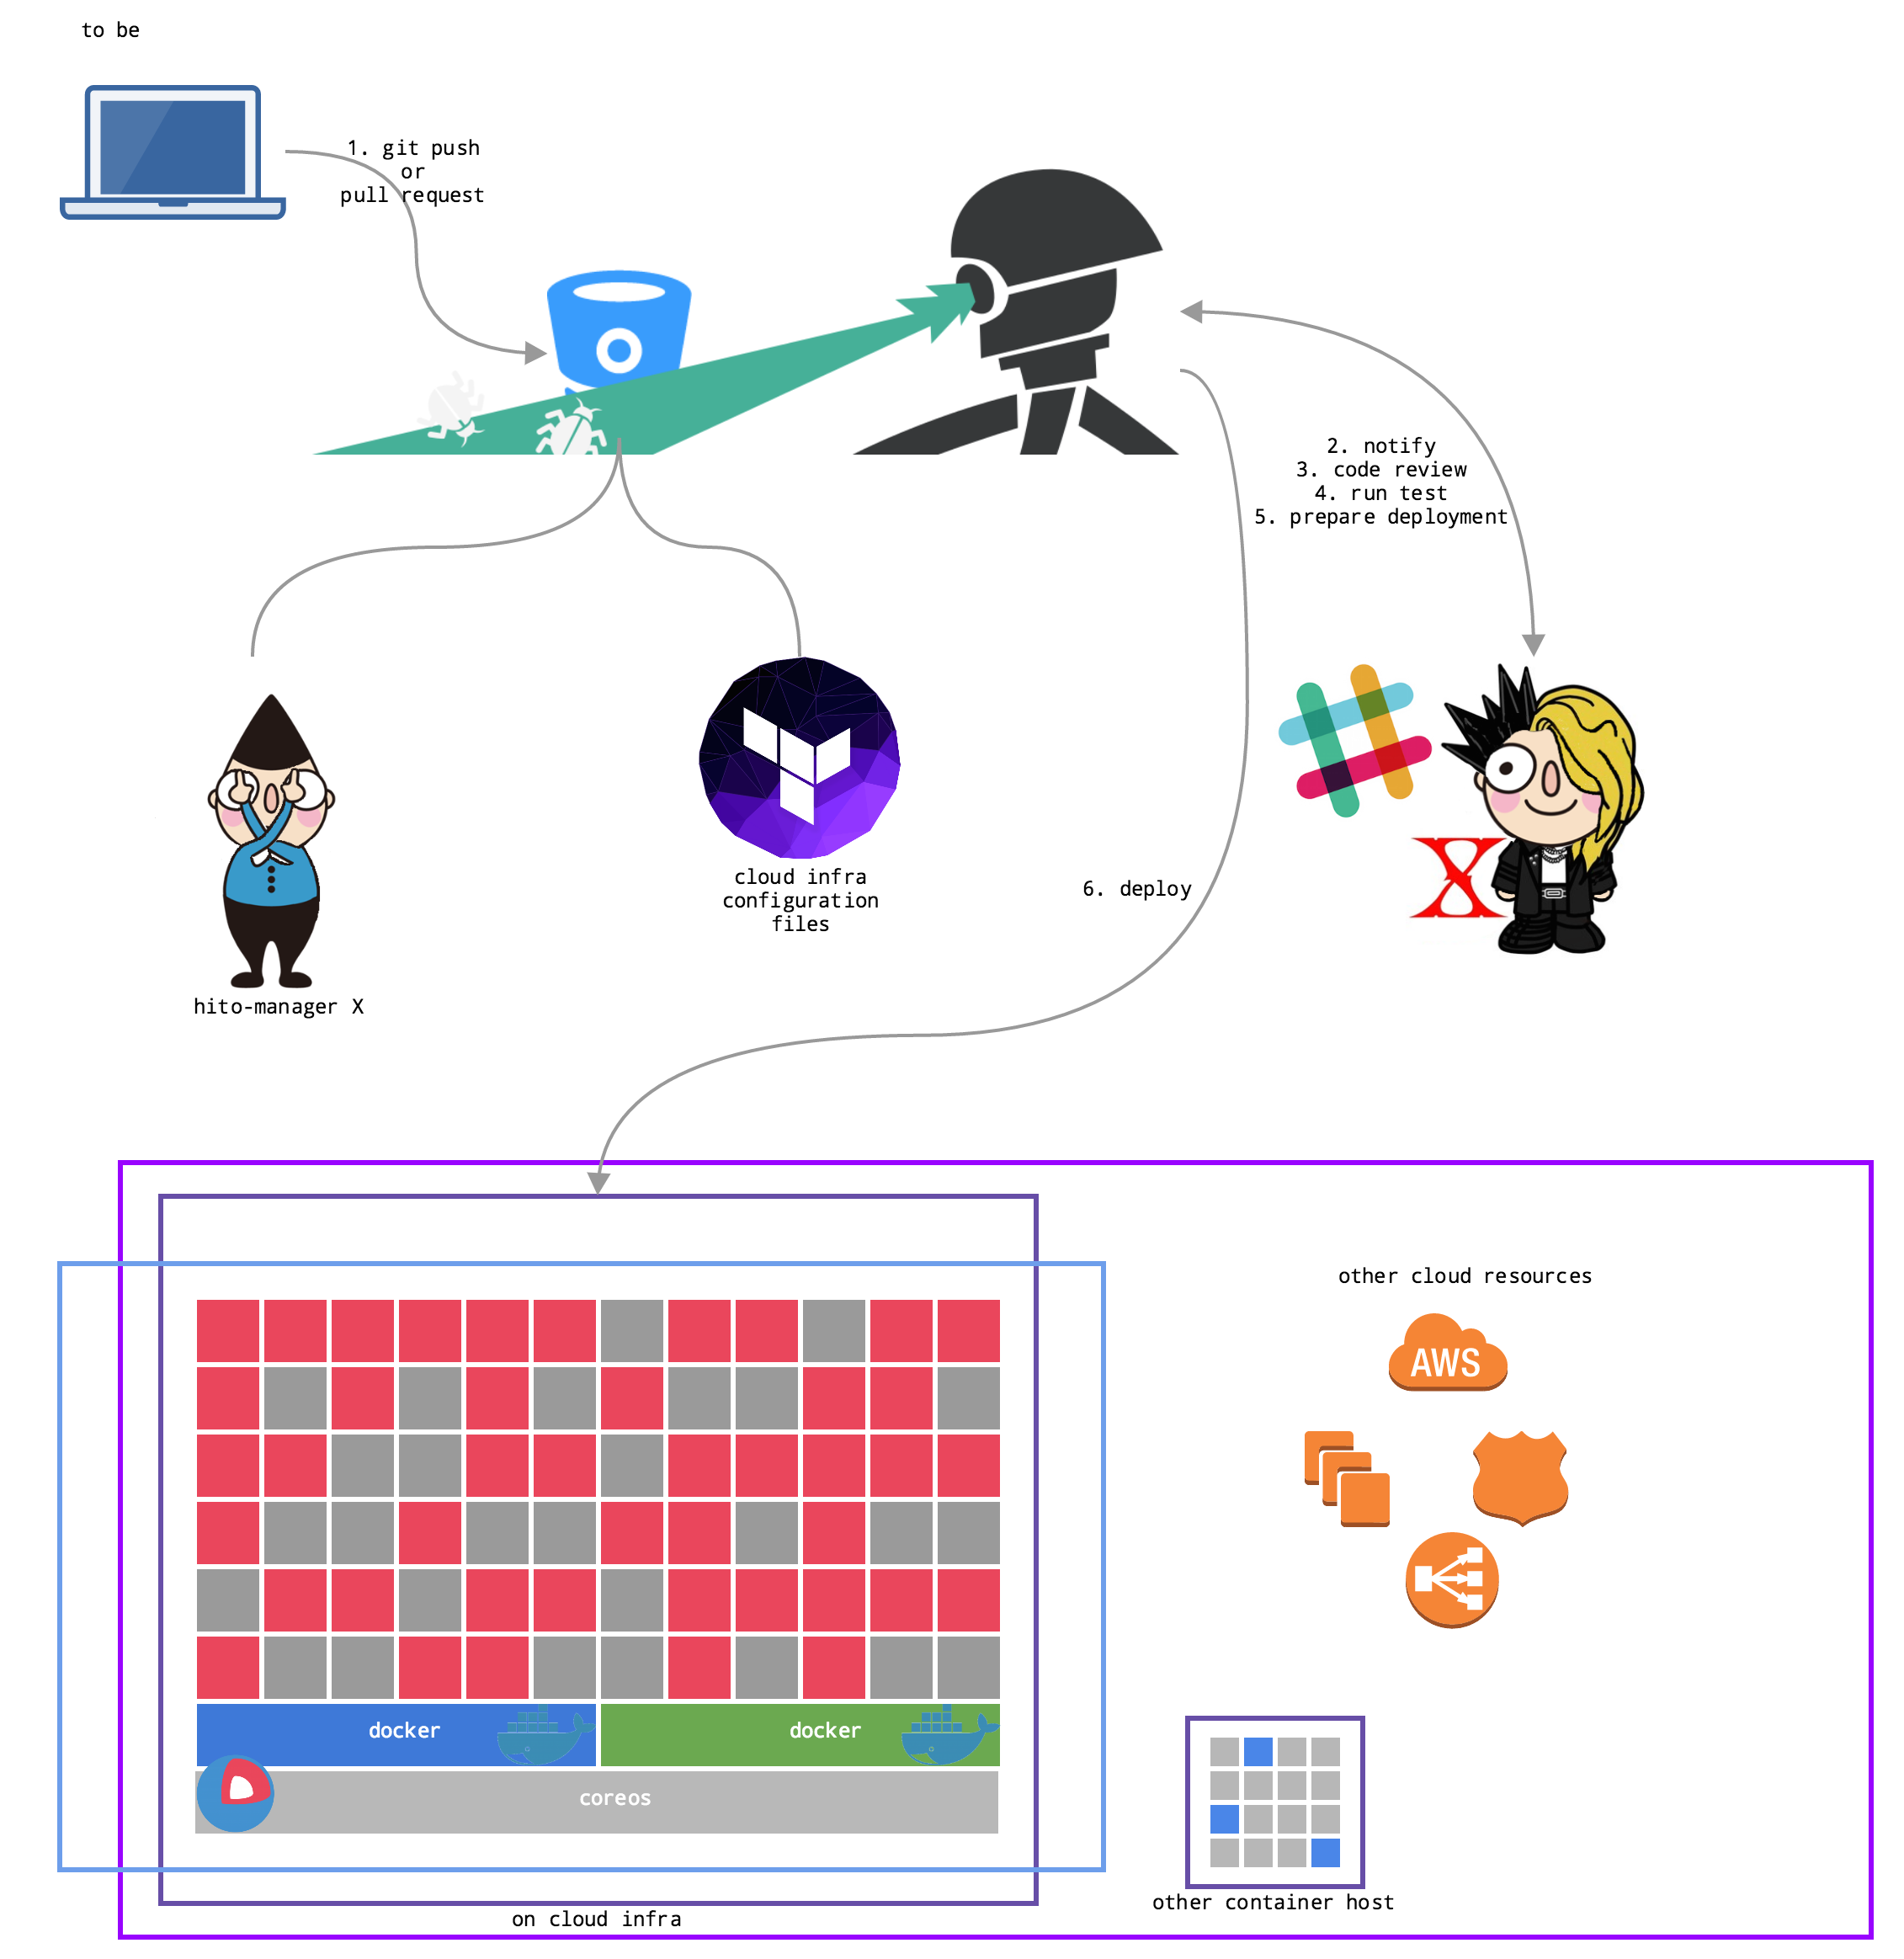 to be
1. git push
or
pull request
2. notify
3. code review
4. run test
5. prepare deployment
cloud infra
configuration
files
6. deploy
X
hito-manager X
other cloud resources
AWS
docker
docker
coreos
other container host
on cloud infra